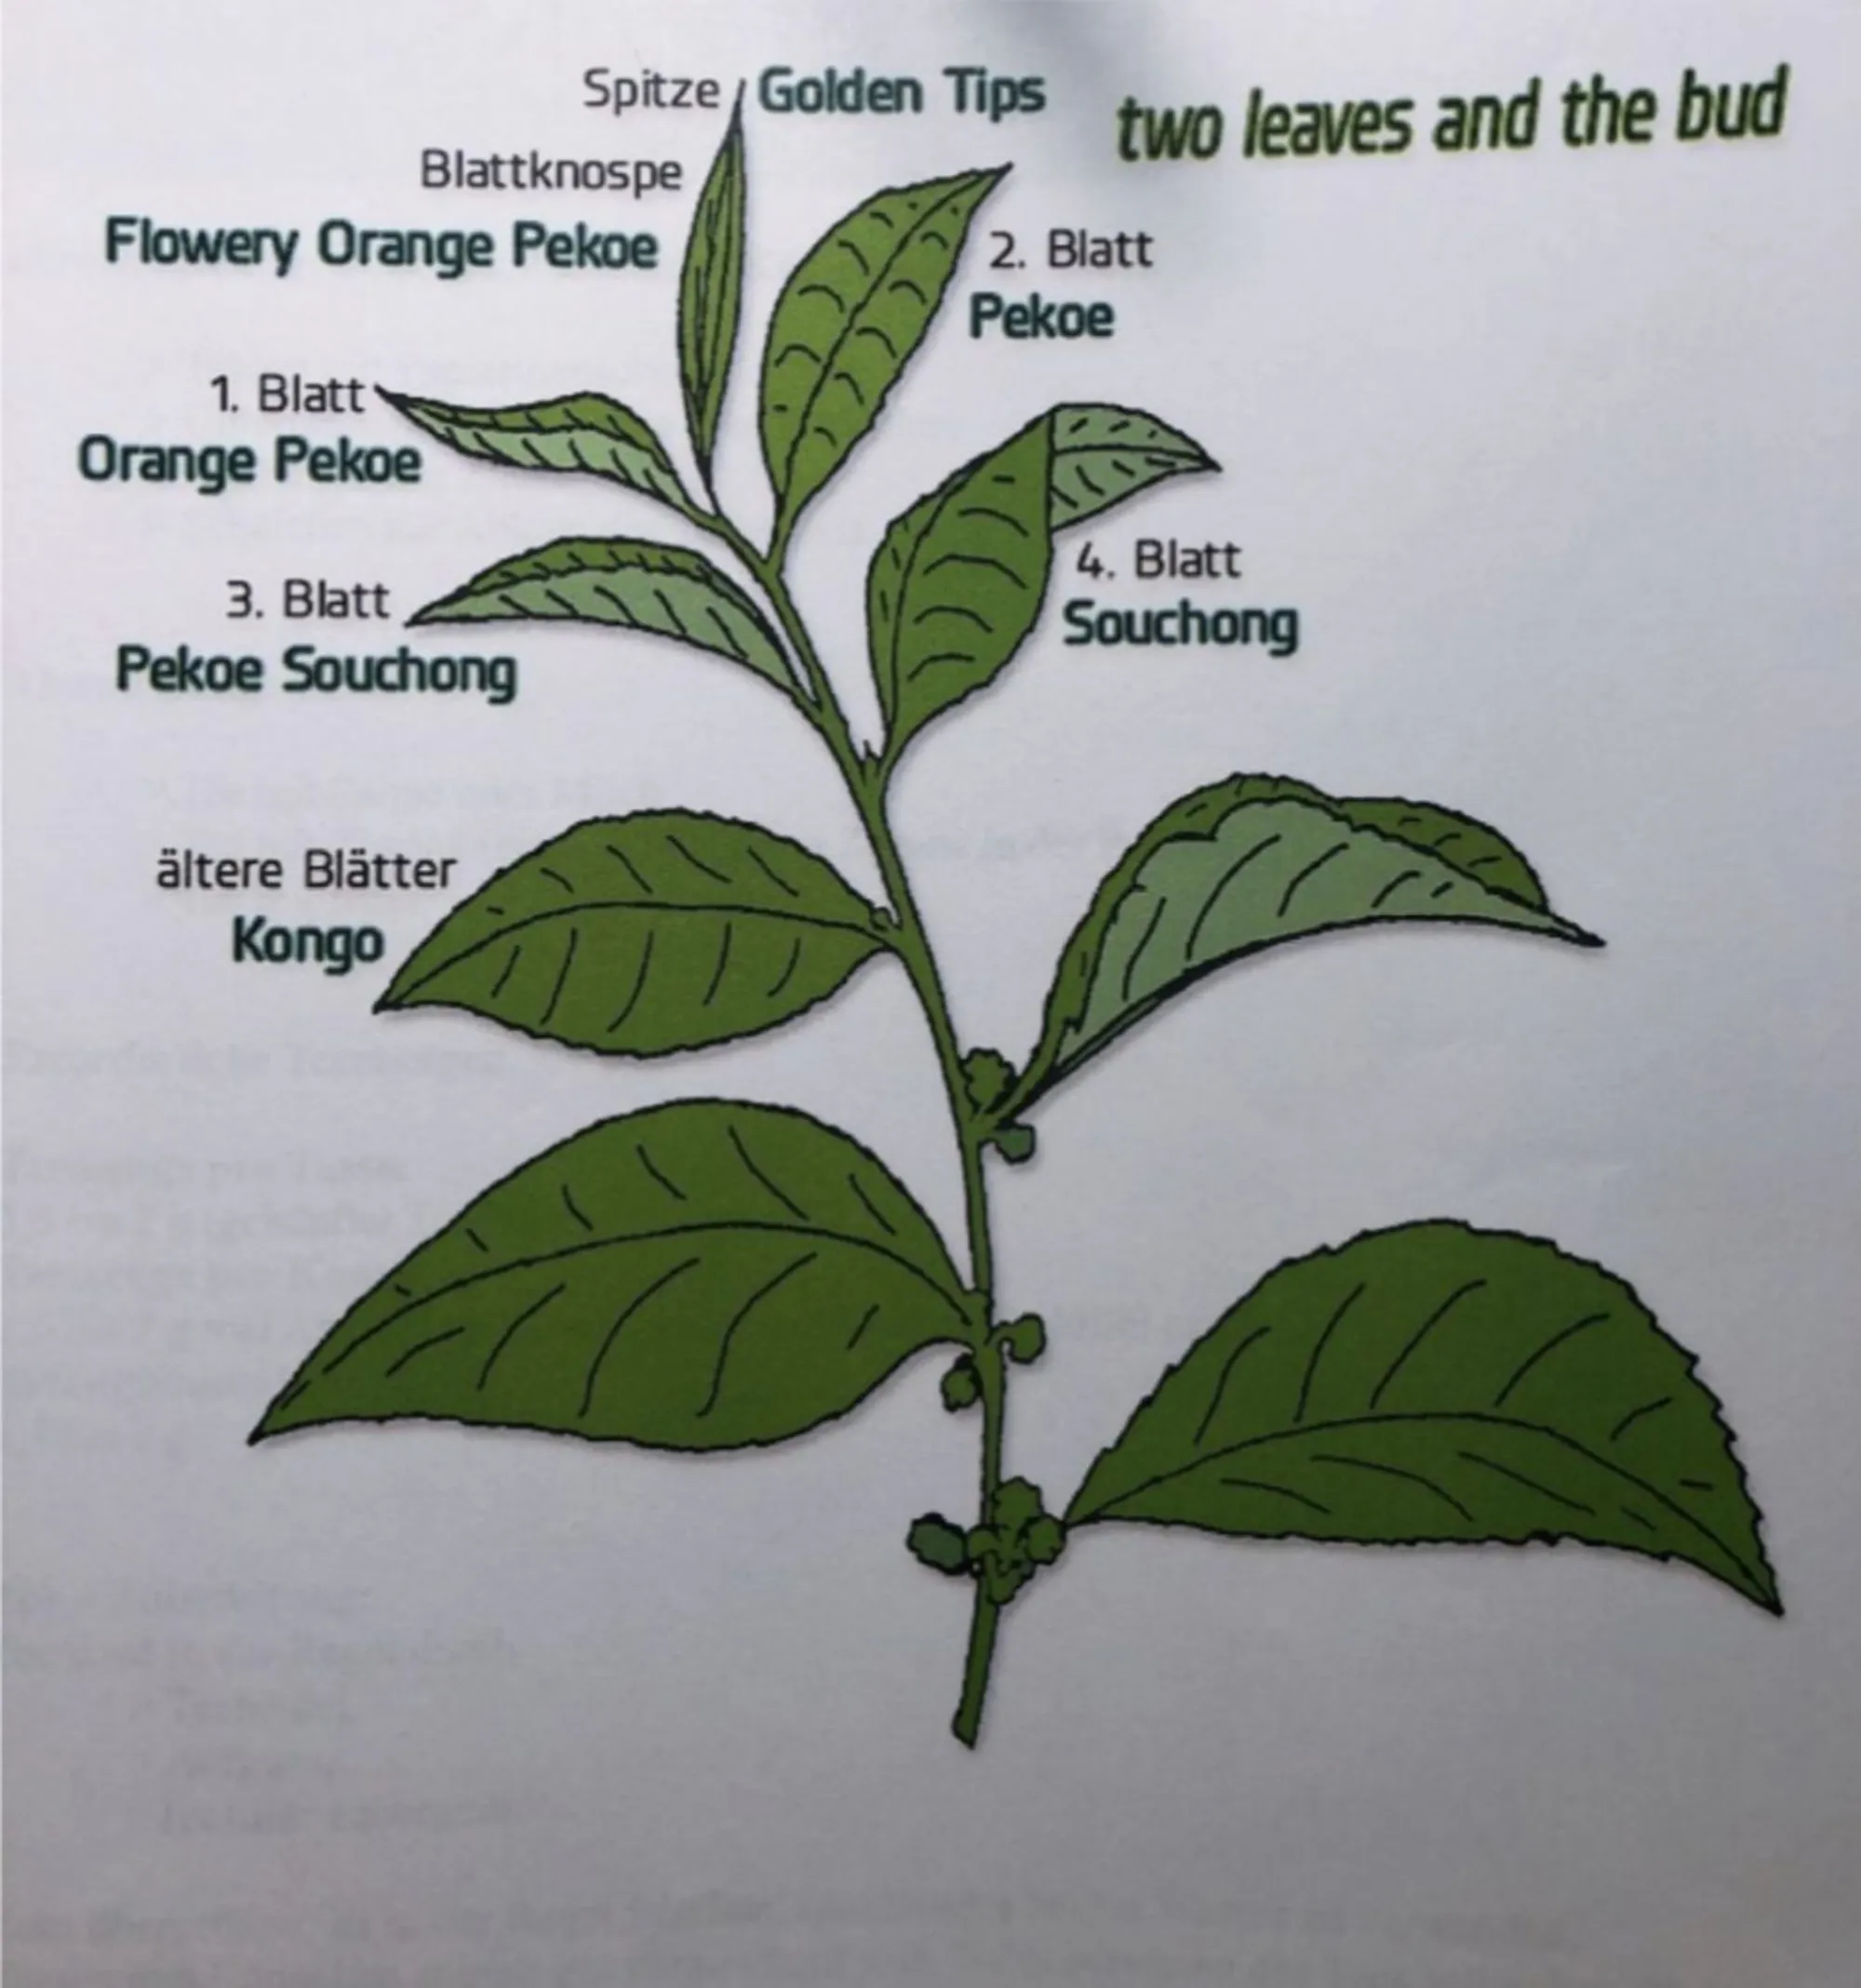 Spitze / Golden Tips
two leaves and the bud
Blattknospe
Flowery Orange Pekoe
2. Blatt
Pekoe
1. Blatt
Orange Pekoe
4. Blatt
Souchong
3. Blatt
Pekoe Souchong
ältere Blätter
Kongo